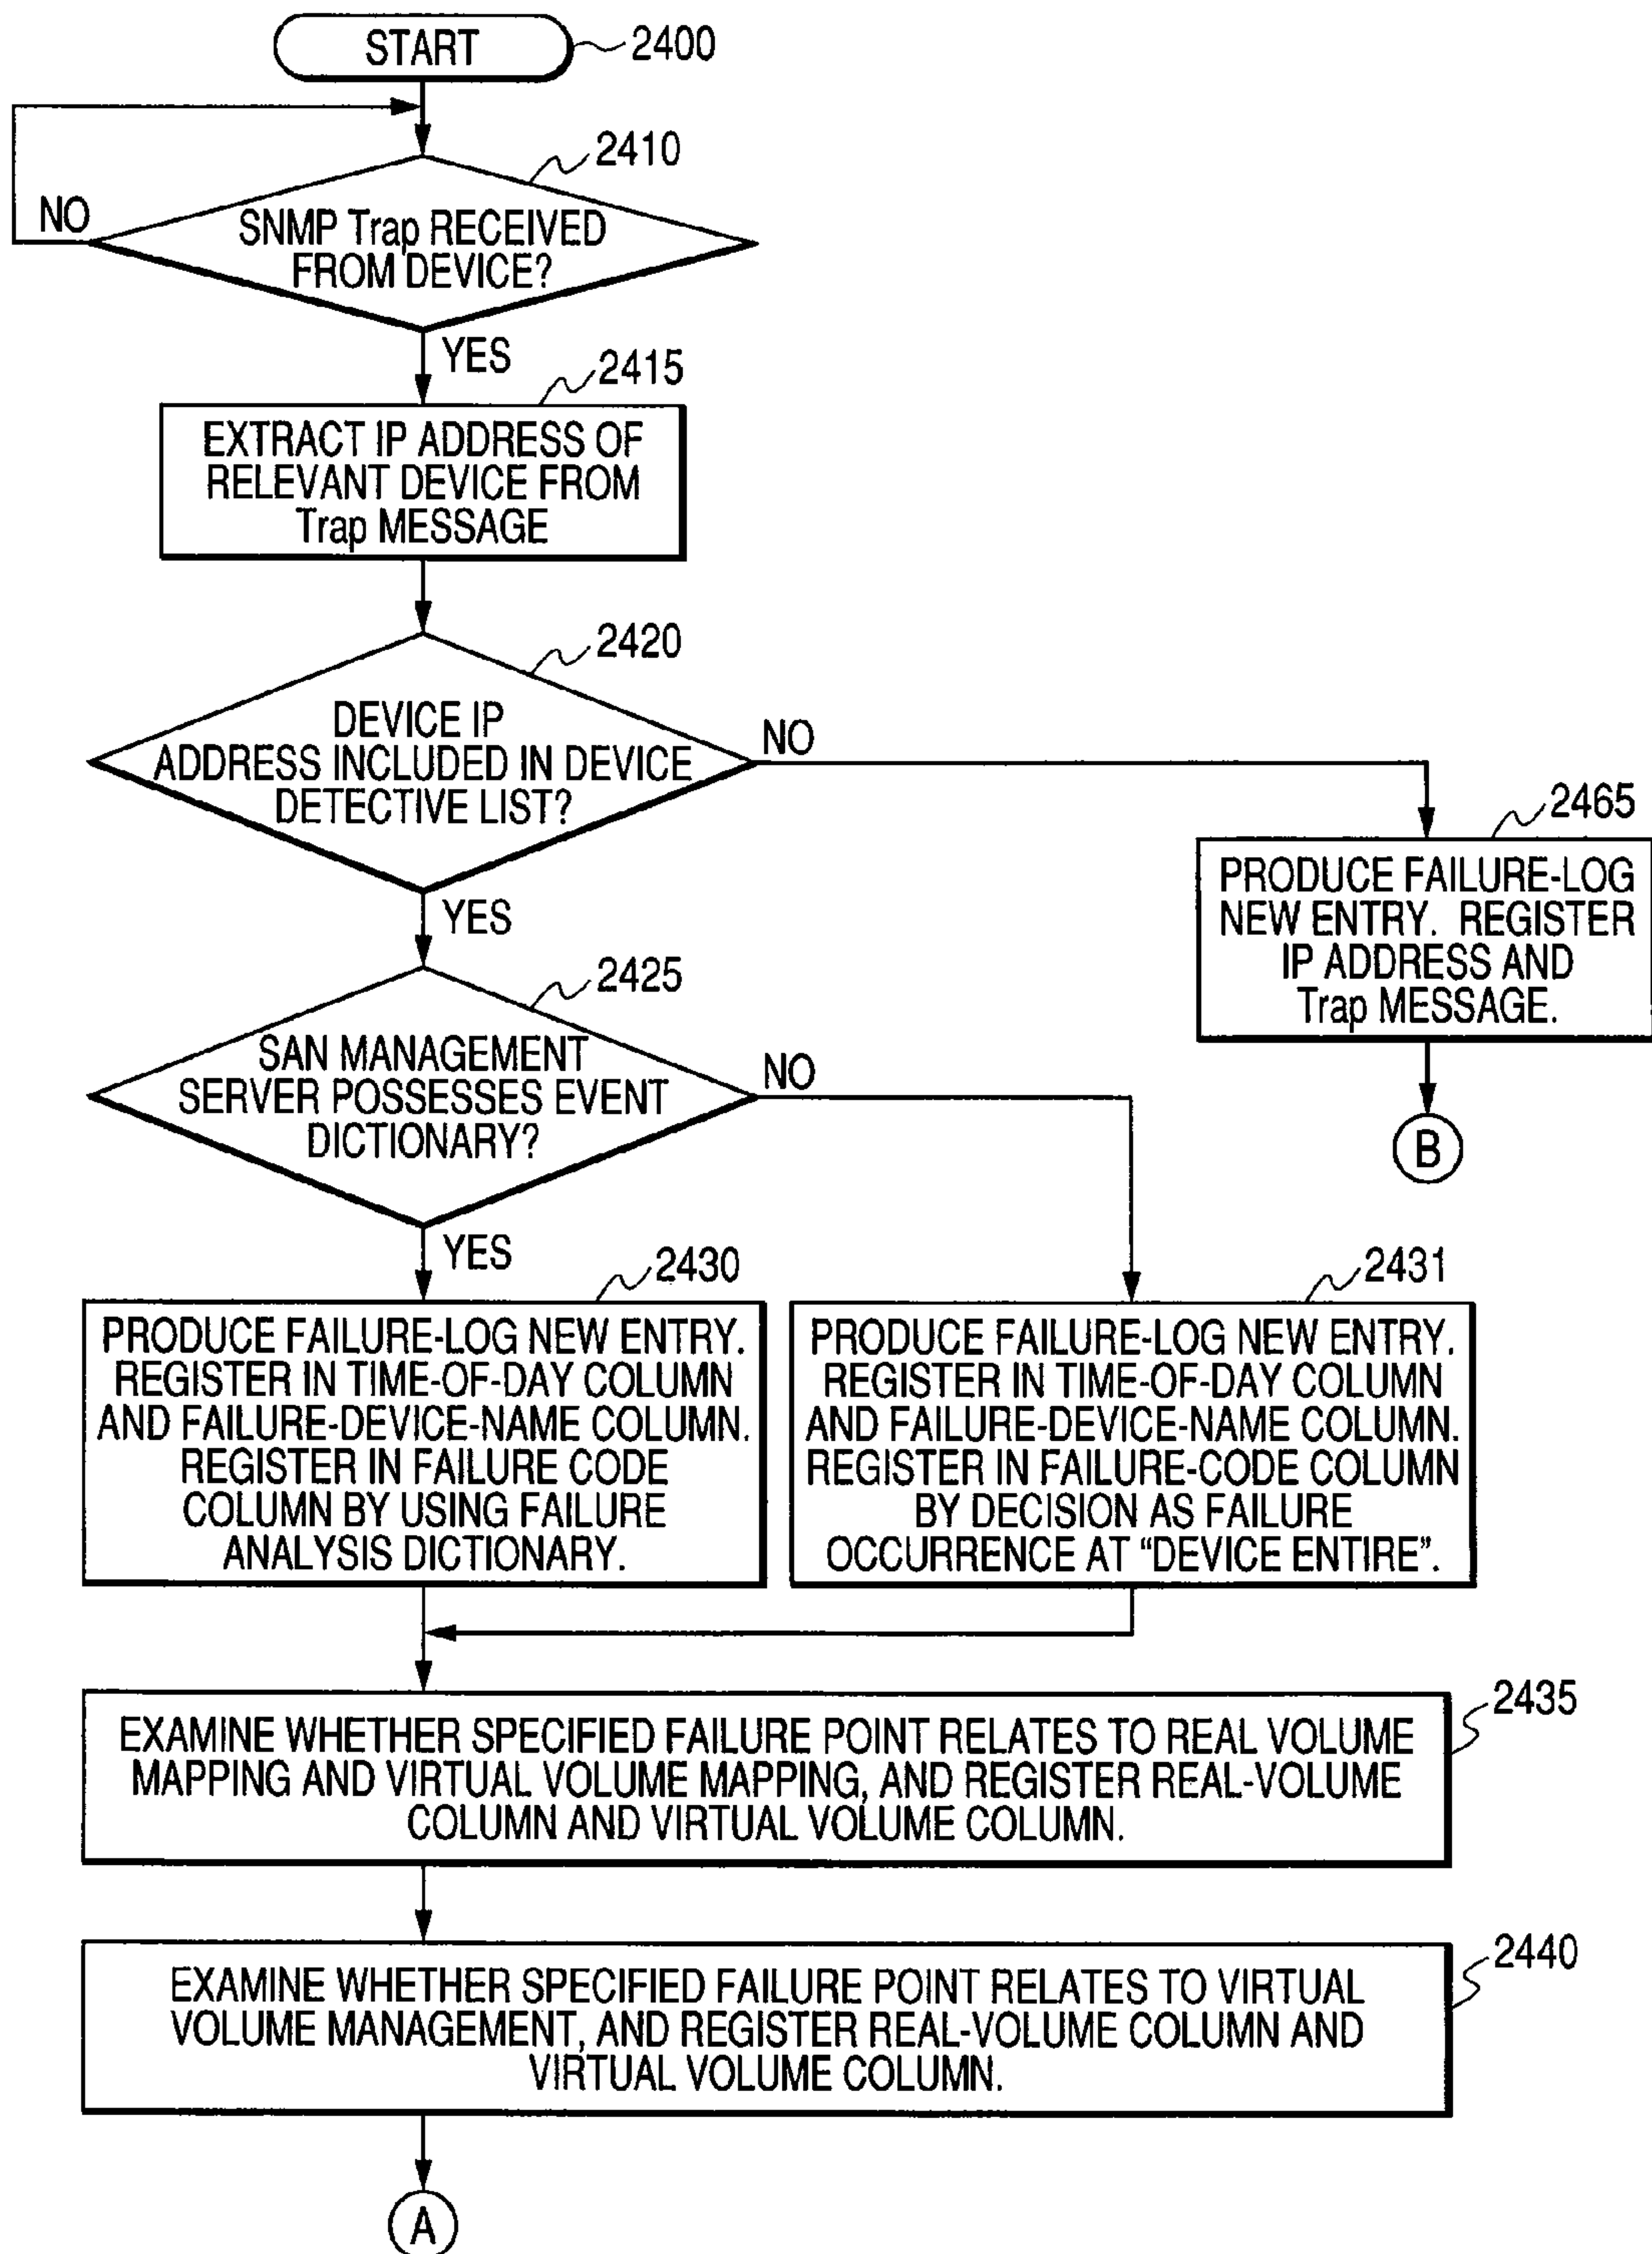 START
2400
2410
NO
SNMP Trap RECEIVED
FROM DEVICE?
YES
2415
EXTRACT IP ADDRESS OF
RELEVANT DEVICE FROM
Trap MESSAGE
2420
DEVICE IP
ADDRESS INCLUDED IN DEVICE
DETECTIVE LIST?
NO
YES
2465
PRODUCE FAILURE-LOG
NEW ENTRY. REGISTER
IP ADDRESS AND
Trap MESSAGE.
B
2425
SAN MANAGEMENT
SERVER POSSESSES EVENT
DICTIONARY?
NO
YES
2430
PRODUCE FAILURE-LOG NEW ENTRY.
REGISTER IN TIME-OF-DAY COLUMN
AND FAILURE-DEVICE-NAME COLUMN.
REGISTER IN FAILURE CODE
COLUMN BY USING FAILURE
ANALYSIS DICTIONARY.
2431
PRODUCE FAILURE-LOG NEW ENTRY.
REGISTER IN TIME-OF-DAY COLUMN
AND FAILURE-DEVICE-NAME COLUMN.
REGISTER IN FAILURE-CODE COLUMN
BY DECISION AS FAILURE
OCCURRENCE AT “DEVICE ENTIRE”.
2435
EXAMINE WHETHER SPECIFIED FAILURE POINT RELATES TO REAL VOLUME
MAPPING AND VIRTUAL VOLUME MAPPING, AND REGISTER REAL-VOLUME
COLUMN AND VIRTUAL VOLUME COLUMN.
2440
EXAMINE WHETHER SPECIFIED FAILURE POINT RELATES TO VIRTUAL
VOLUME MANAGEMENT, AND REGISTER REAL-VOLUME COLUMN AND
VIRTUAL VOLUME COLUMN.
A